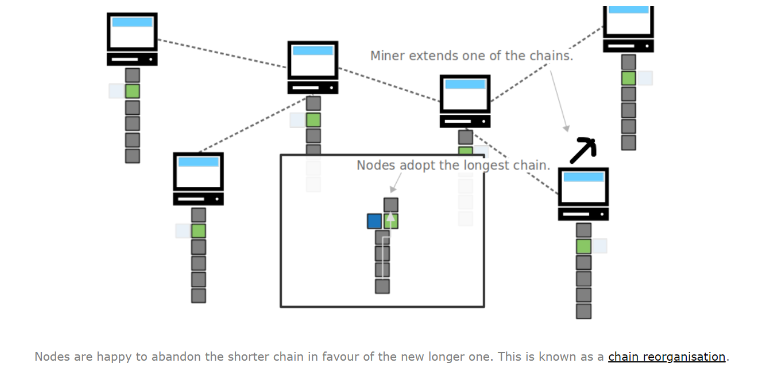 Miner extends one of the chains.
Nodes adopt the longest chain.
Nodes are happy to abandon the shorter chain in favour of the new longer one. This is known as a chain reorganisation.